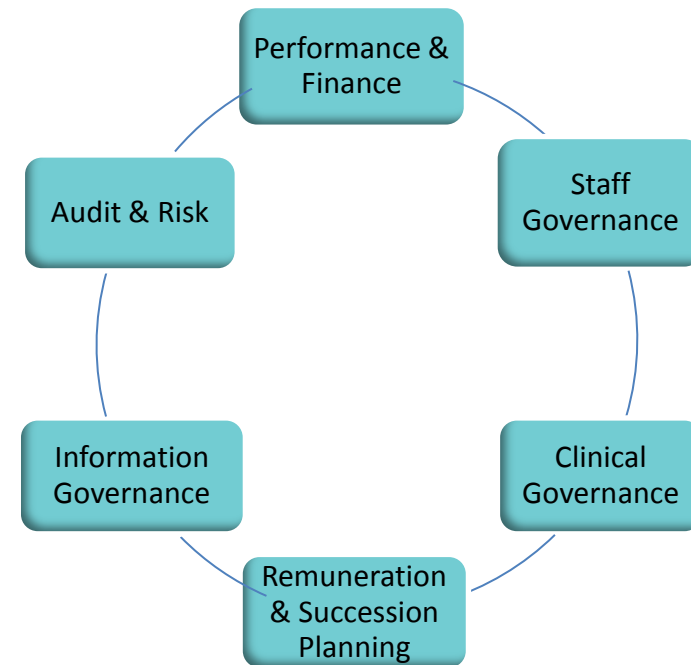 Performance &
Finance
Staff
Governance
Audit & Risk
Information
Governance
Clinical
Governance
Remuneration
& Succession
Planning